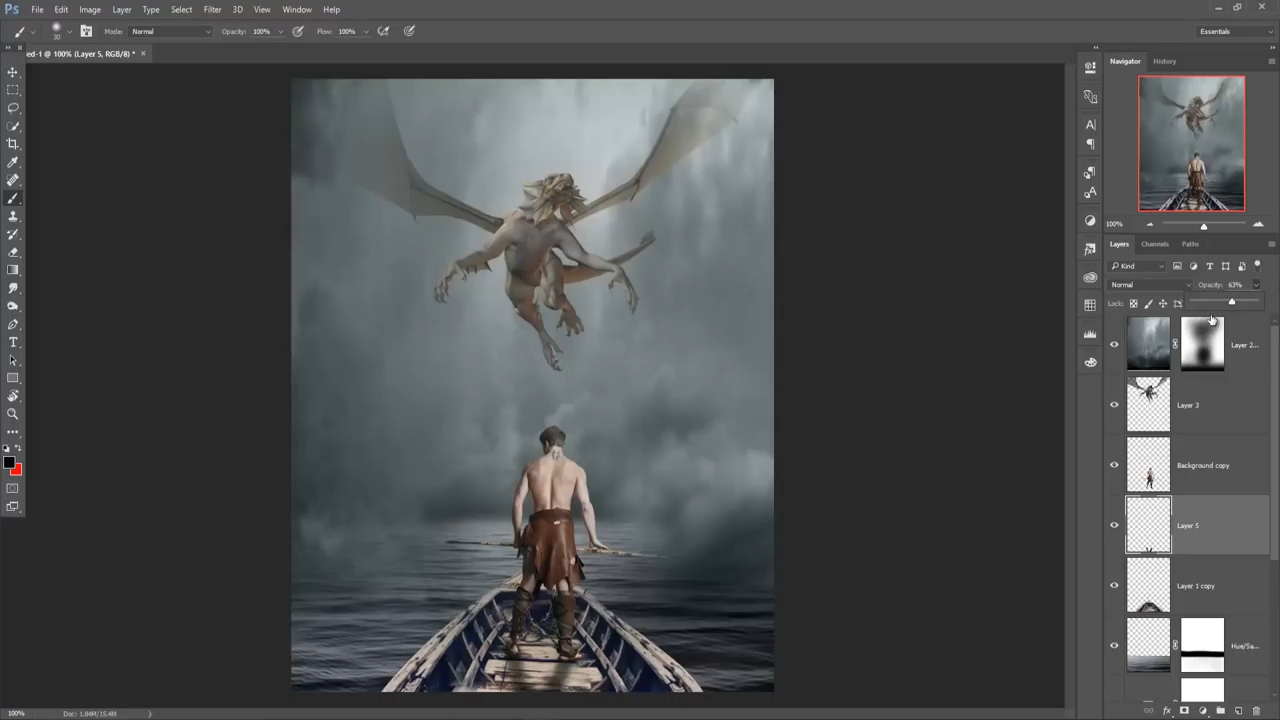 Ps File Edit Image Layer Type Select Filter 3D View Window Help
30 Mode: Normal Opacity: 100% Flow: 100% Essentials
ed-1 @ 100% (Layer 5, RGB/8) * ×
Navigator History
100%
Layers Channels Paths
Kind
Normal Opacity: 63%
Lock:
Layer 2...
Layer 3
Background copy
Layer 5
Layer 1 copy
Hue/Sa...
100% Doc: 1.84M/15.4M